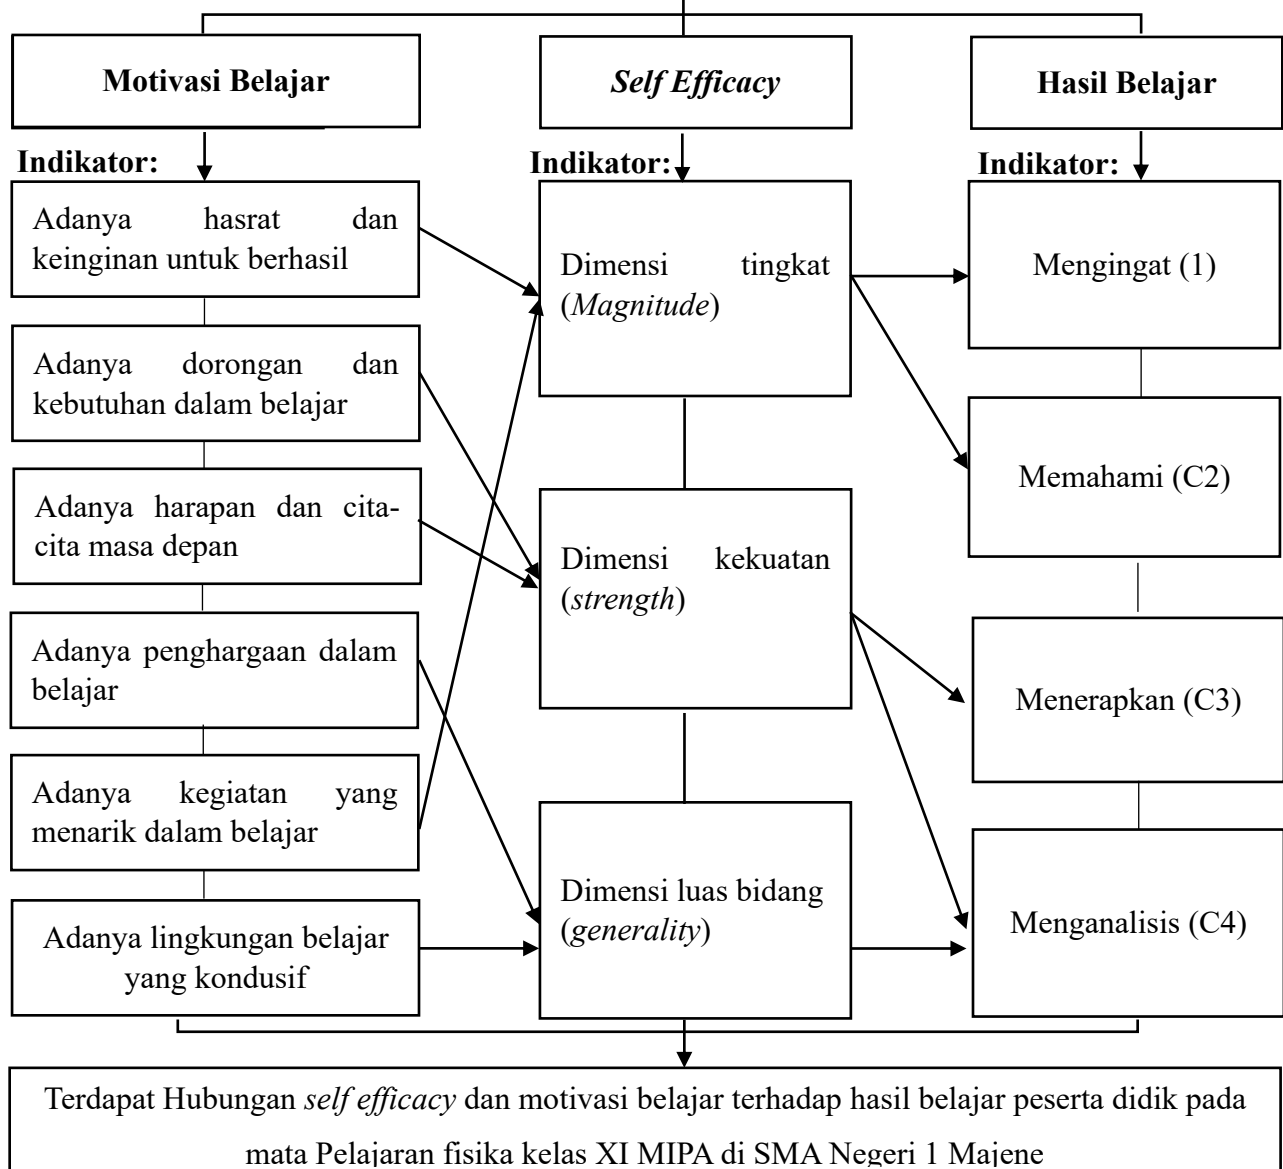 Motivasi Belajar
Self Efficacy
Hasil Belajar
Indikator:
Indikator:
Indikator:
Adanya hasrat dan
keinginan untuk berhasil
Adanya dorongan dan
kebutuhan dalam belajar
Adanya harapan dan cita-
cita masa depan
Adanya penghargaan dalam
belajar
Adanya kegiatan yang
menarik dalam belajar
Adanya lingkungan belajar
yang kondusif
Dimensi tingkat
(Magnitude)
Dimensi kekuatan
(strength)
Dimensi luas bidang
(generality)
Mengingat (1)
Memahami (C2)
Menerapkan (C3)
Menganalisis (C4)
Terdapat Hubungan self efficacy dan motivasi belajar terhadap hasil belajar peserta didik pada
mata Pelajaran fisika kelas XI MIPA di SMA Negeri 1 Majene